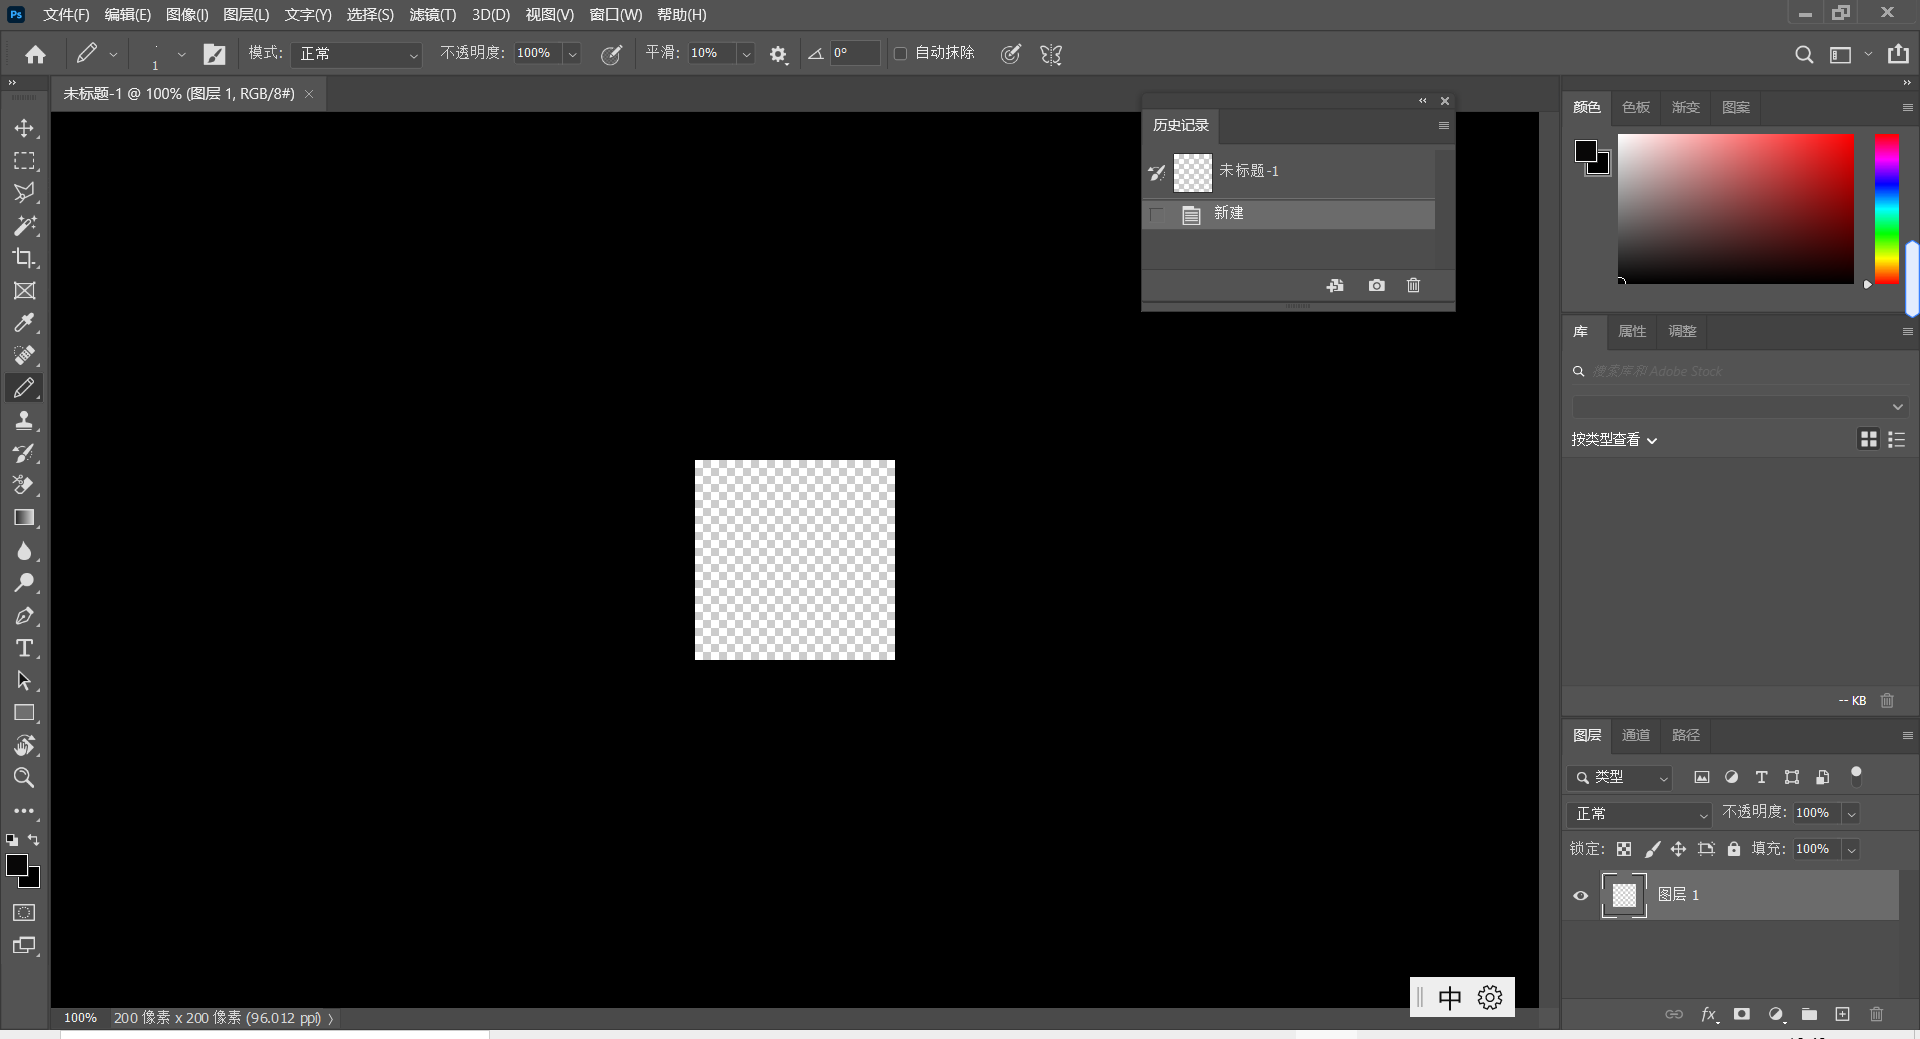 Ps 文件(F) 编辑(E) 图像(I) 图层(L) 文字(Y) 选择(S) 滤镜(T) 3D(D) 视图(V) 窗口(W) 帮助(H)
1 模式: 正常 不透明度: 100% 平滑: 10% 0° 自动抹除
未标题-1 @ 100% (图层 1, RGB/8#)
历史记录
未标题-1
新建
颜色 色板 渐变 图案
库 属性 调整
搜索库和 Adobe Stock
按类型查看
-- KB
图层 通道 路径
类型
正常 不透明度: 100%
锁定: 填充: 100%
图层 1
中
100% 200 像素 x 200 像素 (96.012 ppi)